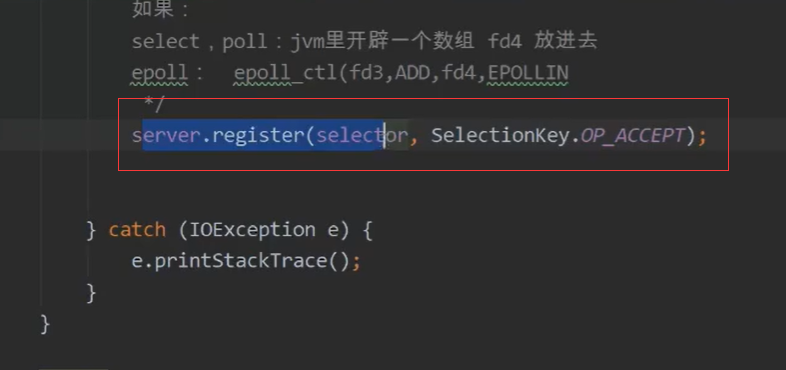 如果：
select，poll：jvm里开辟一个数组 fd4 放进去
epoll： epoll_ctl(fd3,ADD,fd4,EPOLLIN
*/
server.register(selector, SelectionKey.OP_ACCEPT);
} catch (IOException e) {
e.printStackTrace();
}
}